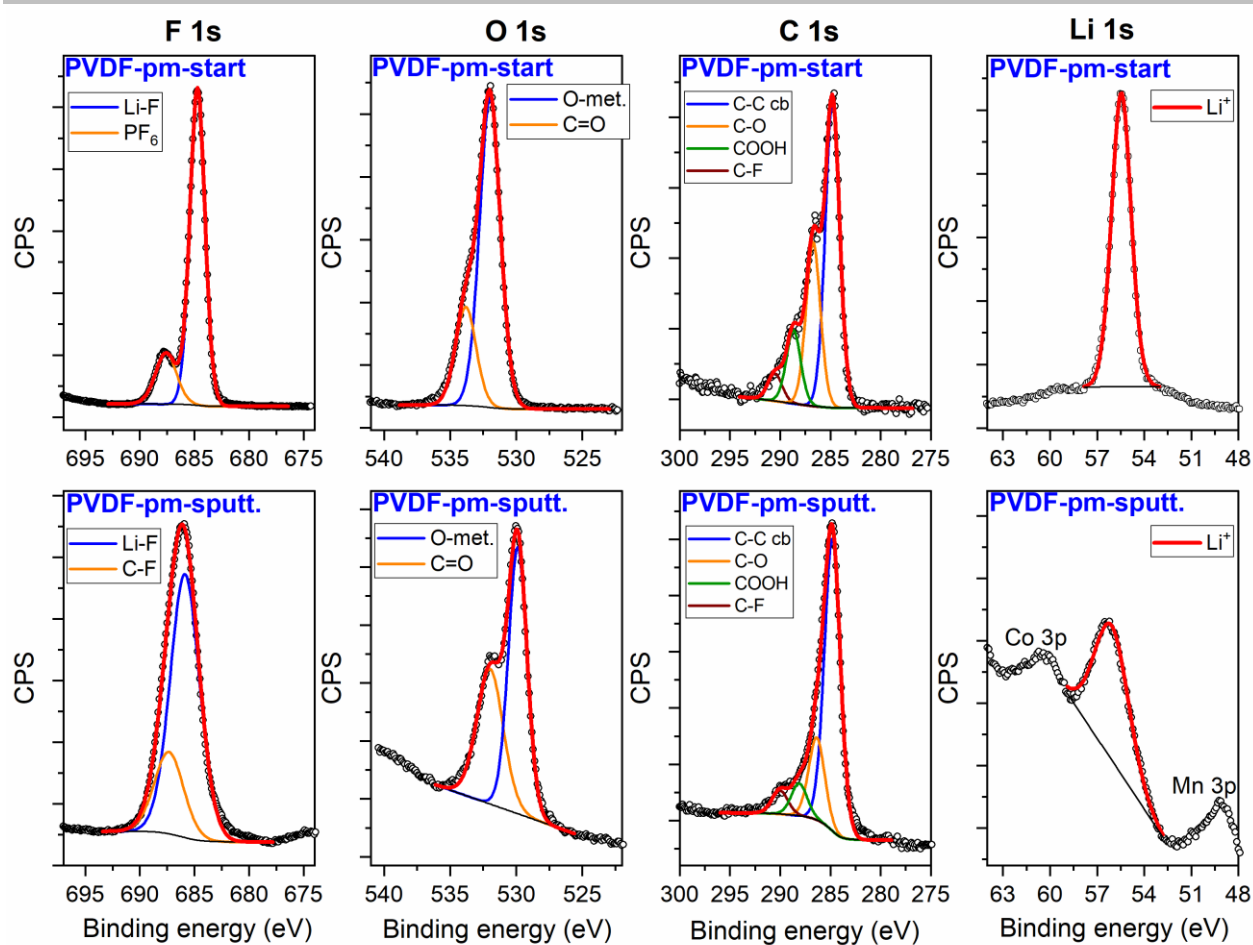 F 1s
O 1s
C 1s
Li 1s
PVDF-pm-start
Li-F
PF6
CPS
695 690 685 680 675
PVDF-pm-start
O-met.
C=O
CPS
540 535 530 525
PVDF-pm-start
C-C cb
C-O
COOH
C-F
CPS
300 295 290 285 280 275
PVDF-pm-start
Li+
CPS
63 60 57 54 51 48
PVDF-pm-sputt.
Li-F
C-F
CPS
695 690 685 680 675
Binding energy (eV)
PVDF-pm-sputt.
O-met.
C=O
CPS
540 535 530 525
Binding energy (eV)
PVDF-pm-sputt.
C-C cb
C-O
COOH
C-F
CPS
300 295 290 285 280 275
Binding energy (eV)
PVDF-pm-sputt.
Li+
Co 3p
Mn 3p
CPS
63 60 57 54 51 48
Binding energy (eV)